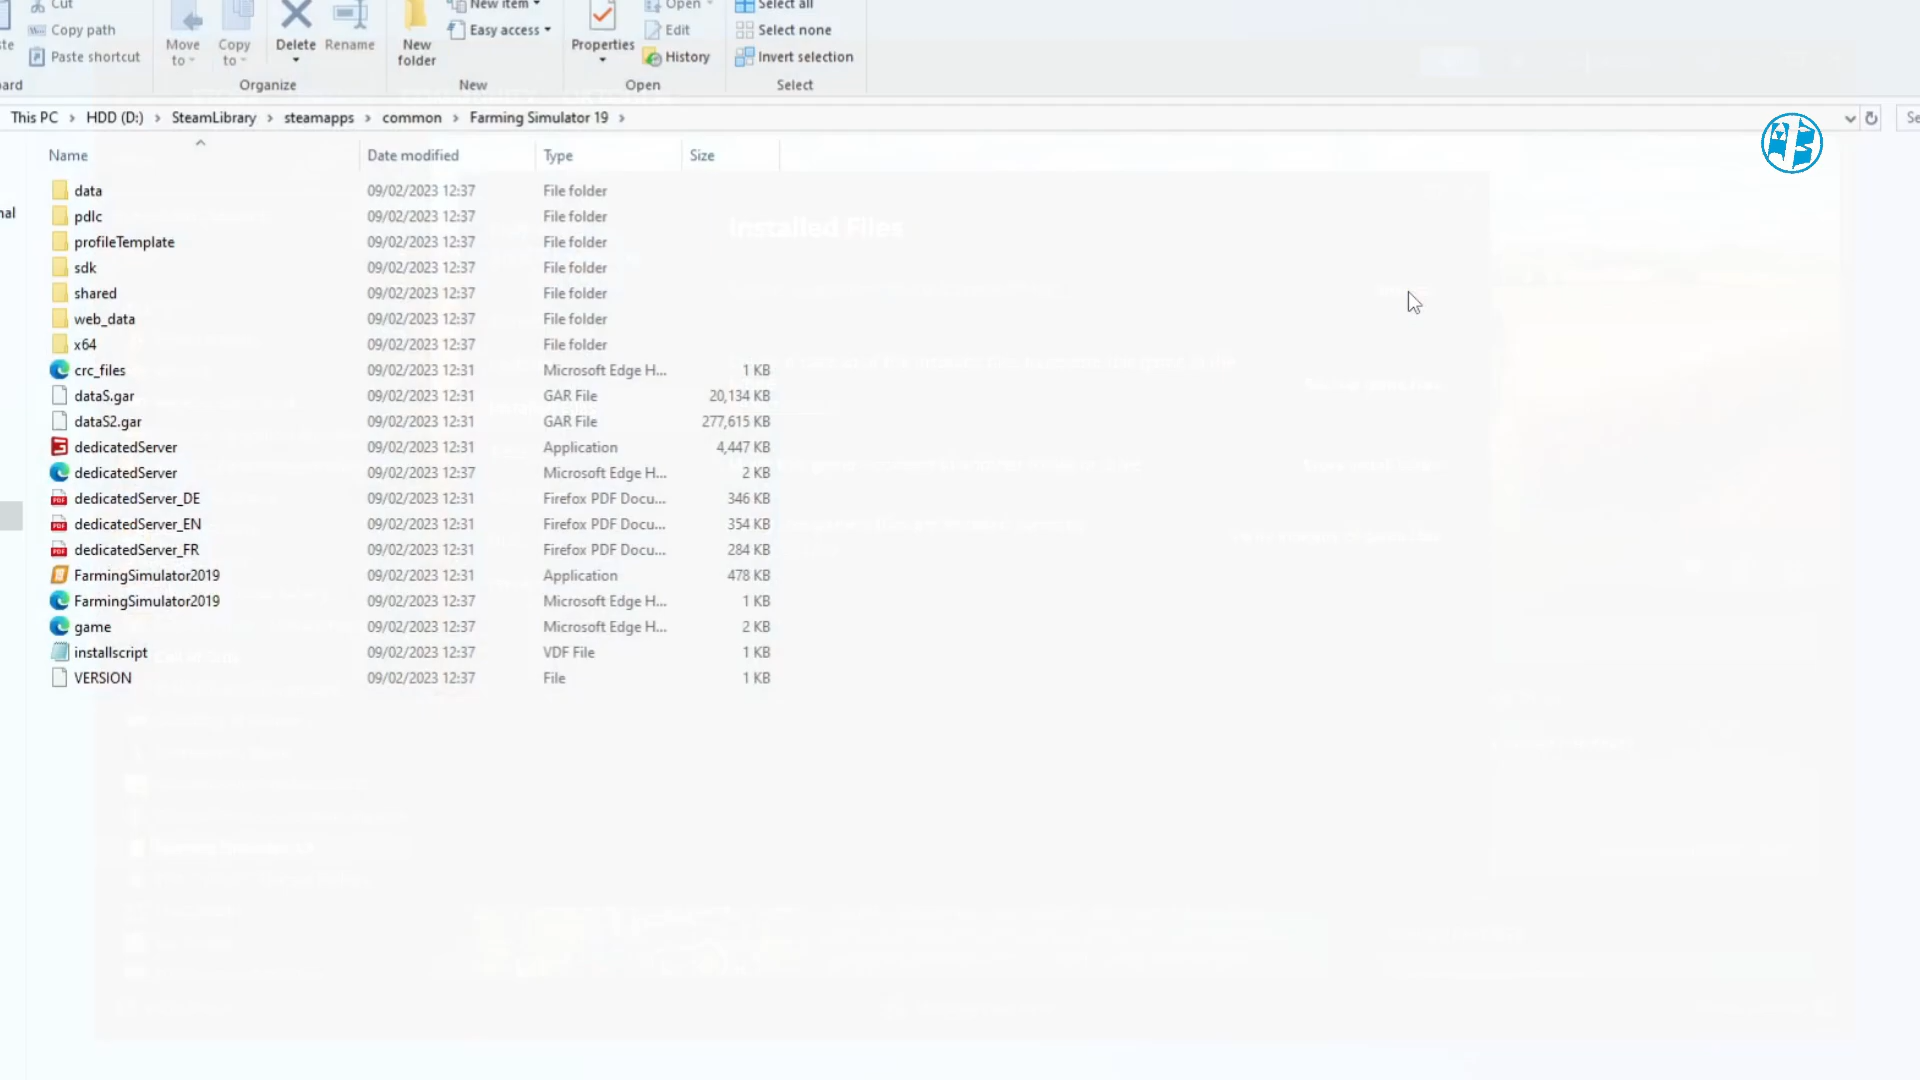 Cut
New item
Open
Select all
Copy path
Easy access
Edit
Select none
Move to
Copy to
Delete
Rename
New folder
Properties
Paste shortcut
History
Invert selection
ard
Organize
New
Open
Select
This PC > HDD (D:) > SteamLibrary > steamapps > common > Farming Simulator 19 >
Se
Name Date modified Type Size
data 09/02/2023 12:37 File folder
nal
pdlc 09/02/2023 12:37 File folder
Installed Files
profileTemplate 09/02/2023 12:37 File folder
sdk 09/02/2023 12:37 File folder
shared 09/02/2023 12:37 File folder
web_data 09/02/2023 12:37 File folder
x64 09/02/2023 12:37 File folder
crc_files 09/02/2023 12:31 Microsoft Edge H... 1 KB
dataS.gar 09/02/2023 12:31 GAR File 20,134 KB
dataS2.gar 09/02/2023 12:31 GAR File 277,615 KB
dedicatedServer 09/02/2023 12:31 Application 4,447 KB
dedicatedServer 09/02/2023 12:37 Microsoft Edge H... 2 KB
dedicatedServer_DE 09/02/2023 12:31 Firefox PDF Docu... 346 KB
dedicatedServer_EN 09/02/2023 12:31 Firefox PDF Docu... 354 KB
dedicatedServer_FR 09/02/2023 12:31 Firefox PDF Docu... 284 KB
FarmingSimulator2019 09/02/2023 12:31 Application 478 KB
FarmingSimulator2019 09/02/2023 12:37 Microsoft Edge H... 1 KB
game 09/02/2023 12:37 Microsoft Edge H... 2 KB
installscript 09/02/2023 12:37 VDF File 1 KB
VERSION 09/02/2023 12:37 File 1 KB